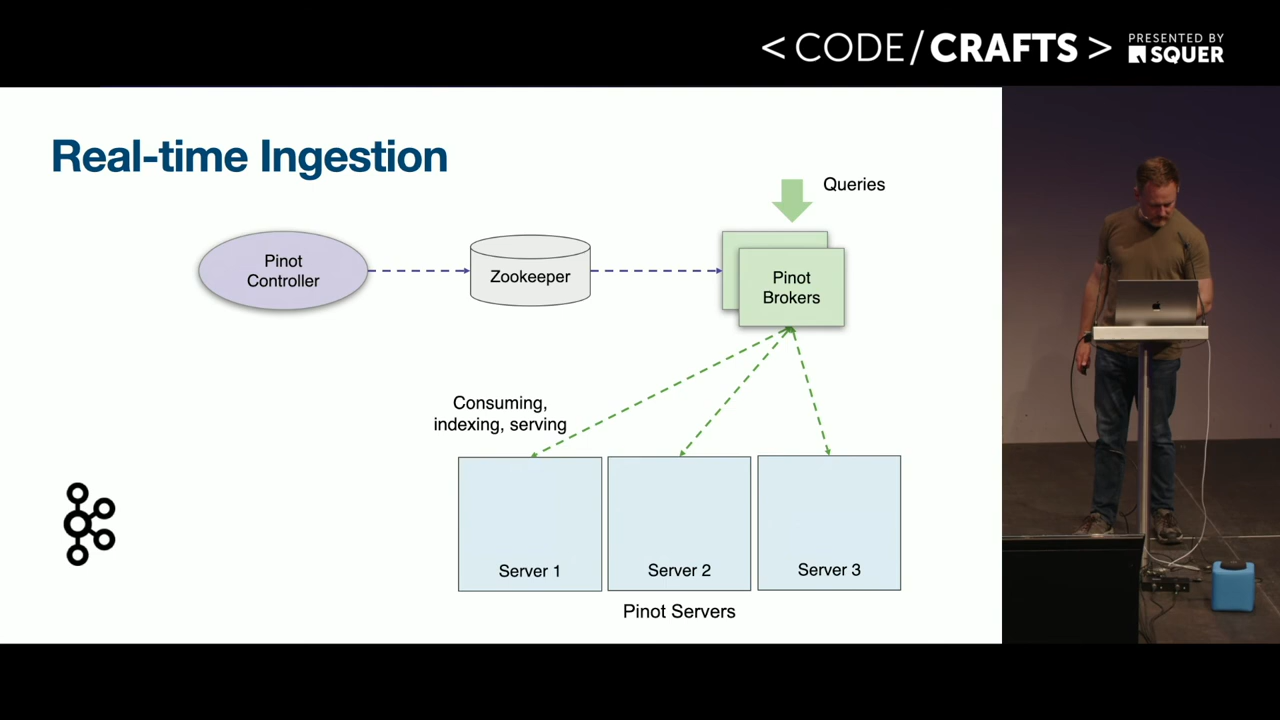 < CODE/CRAFTS >
PRESENTED BY
SQUER
Real-time Ingestion
Queries
Pinot
Controller
Zookeeper
Pinot
Brokers
Consuming,
indexing, serving
Server 1
Server 2
Server 3
Pinot Servers